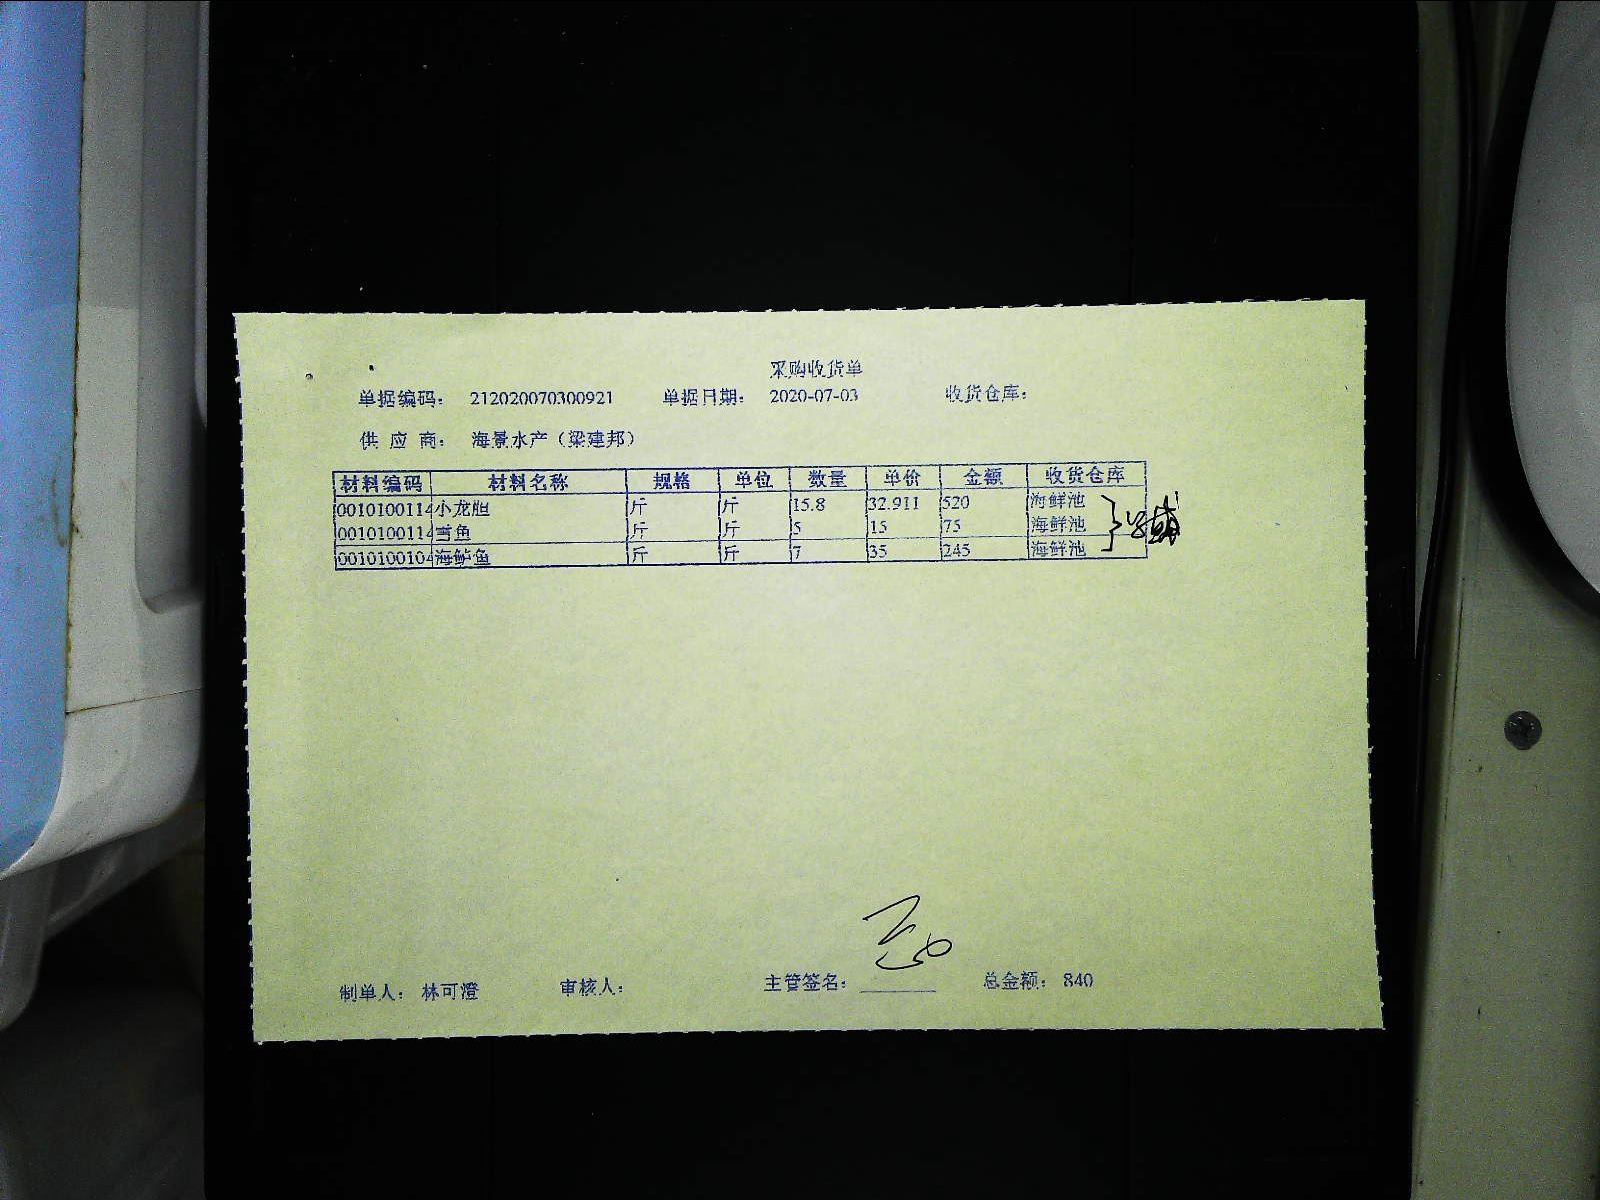 采购收货单
单据编码： 212020070300921 单据日期： 2020-07-03 收货仓库：
供 应 商： 海景水产（梁建邦）
材料编码 材料名称 规格 单位 数量 单价 金额 收货仓库
0010100114 小龙胆 斤 斤 15.8 32.911 520 海鲜池
0010100114 雪鱼 斤 斤 5 15 75 海鲜池
0010100104 海鲈鱼 斤 斤 7 35 245 海鲜池
制单人： 林可澄 审核人： 主管签名： 总金额： 840